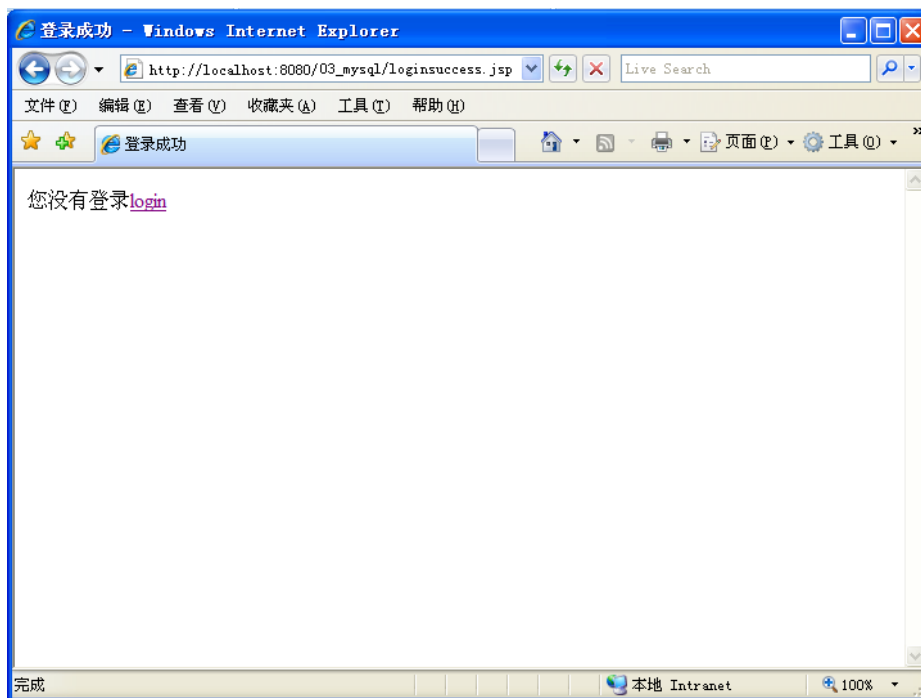 登录成功 - Windows Internet Explorer
http://localhost:8080/03_mysql/loginsuccess.jsp Live Search
文件(F) 编辑(E) 查看(V) 收藏夹(A) 工具(T) 帮助(H)
登录成功 页面(P) 工具(O) »
您没有登录login
完成 本地 Intranet 100%